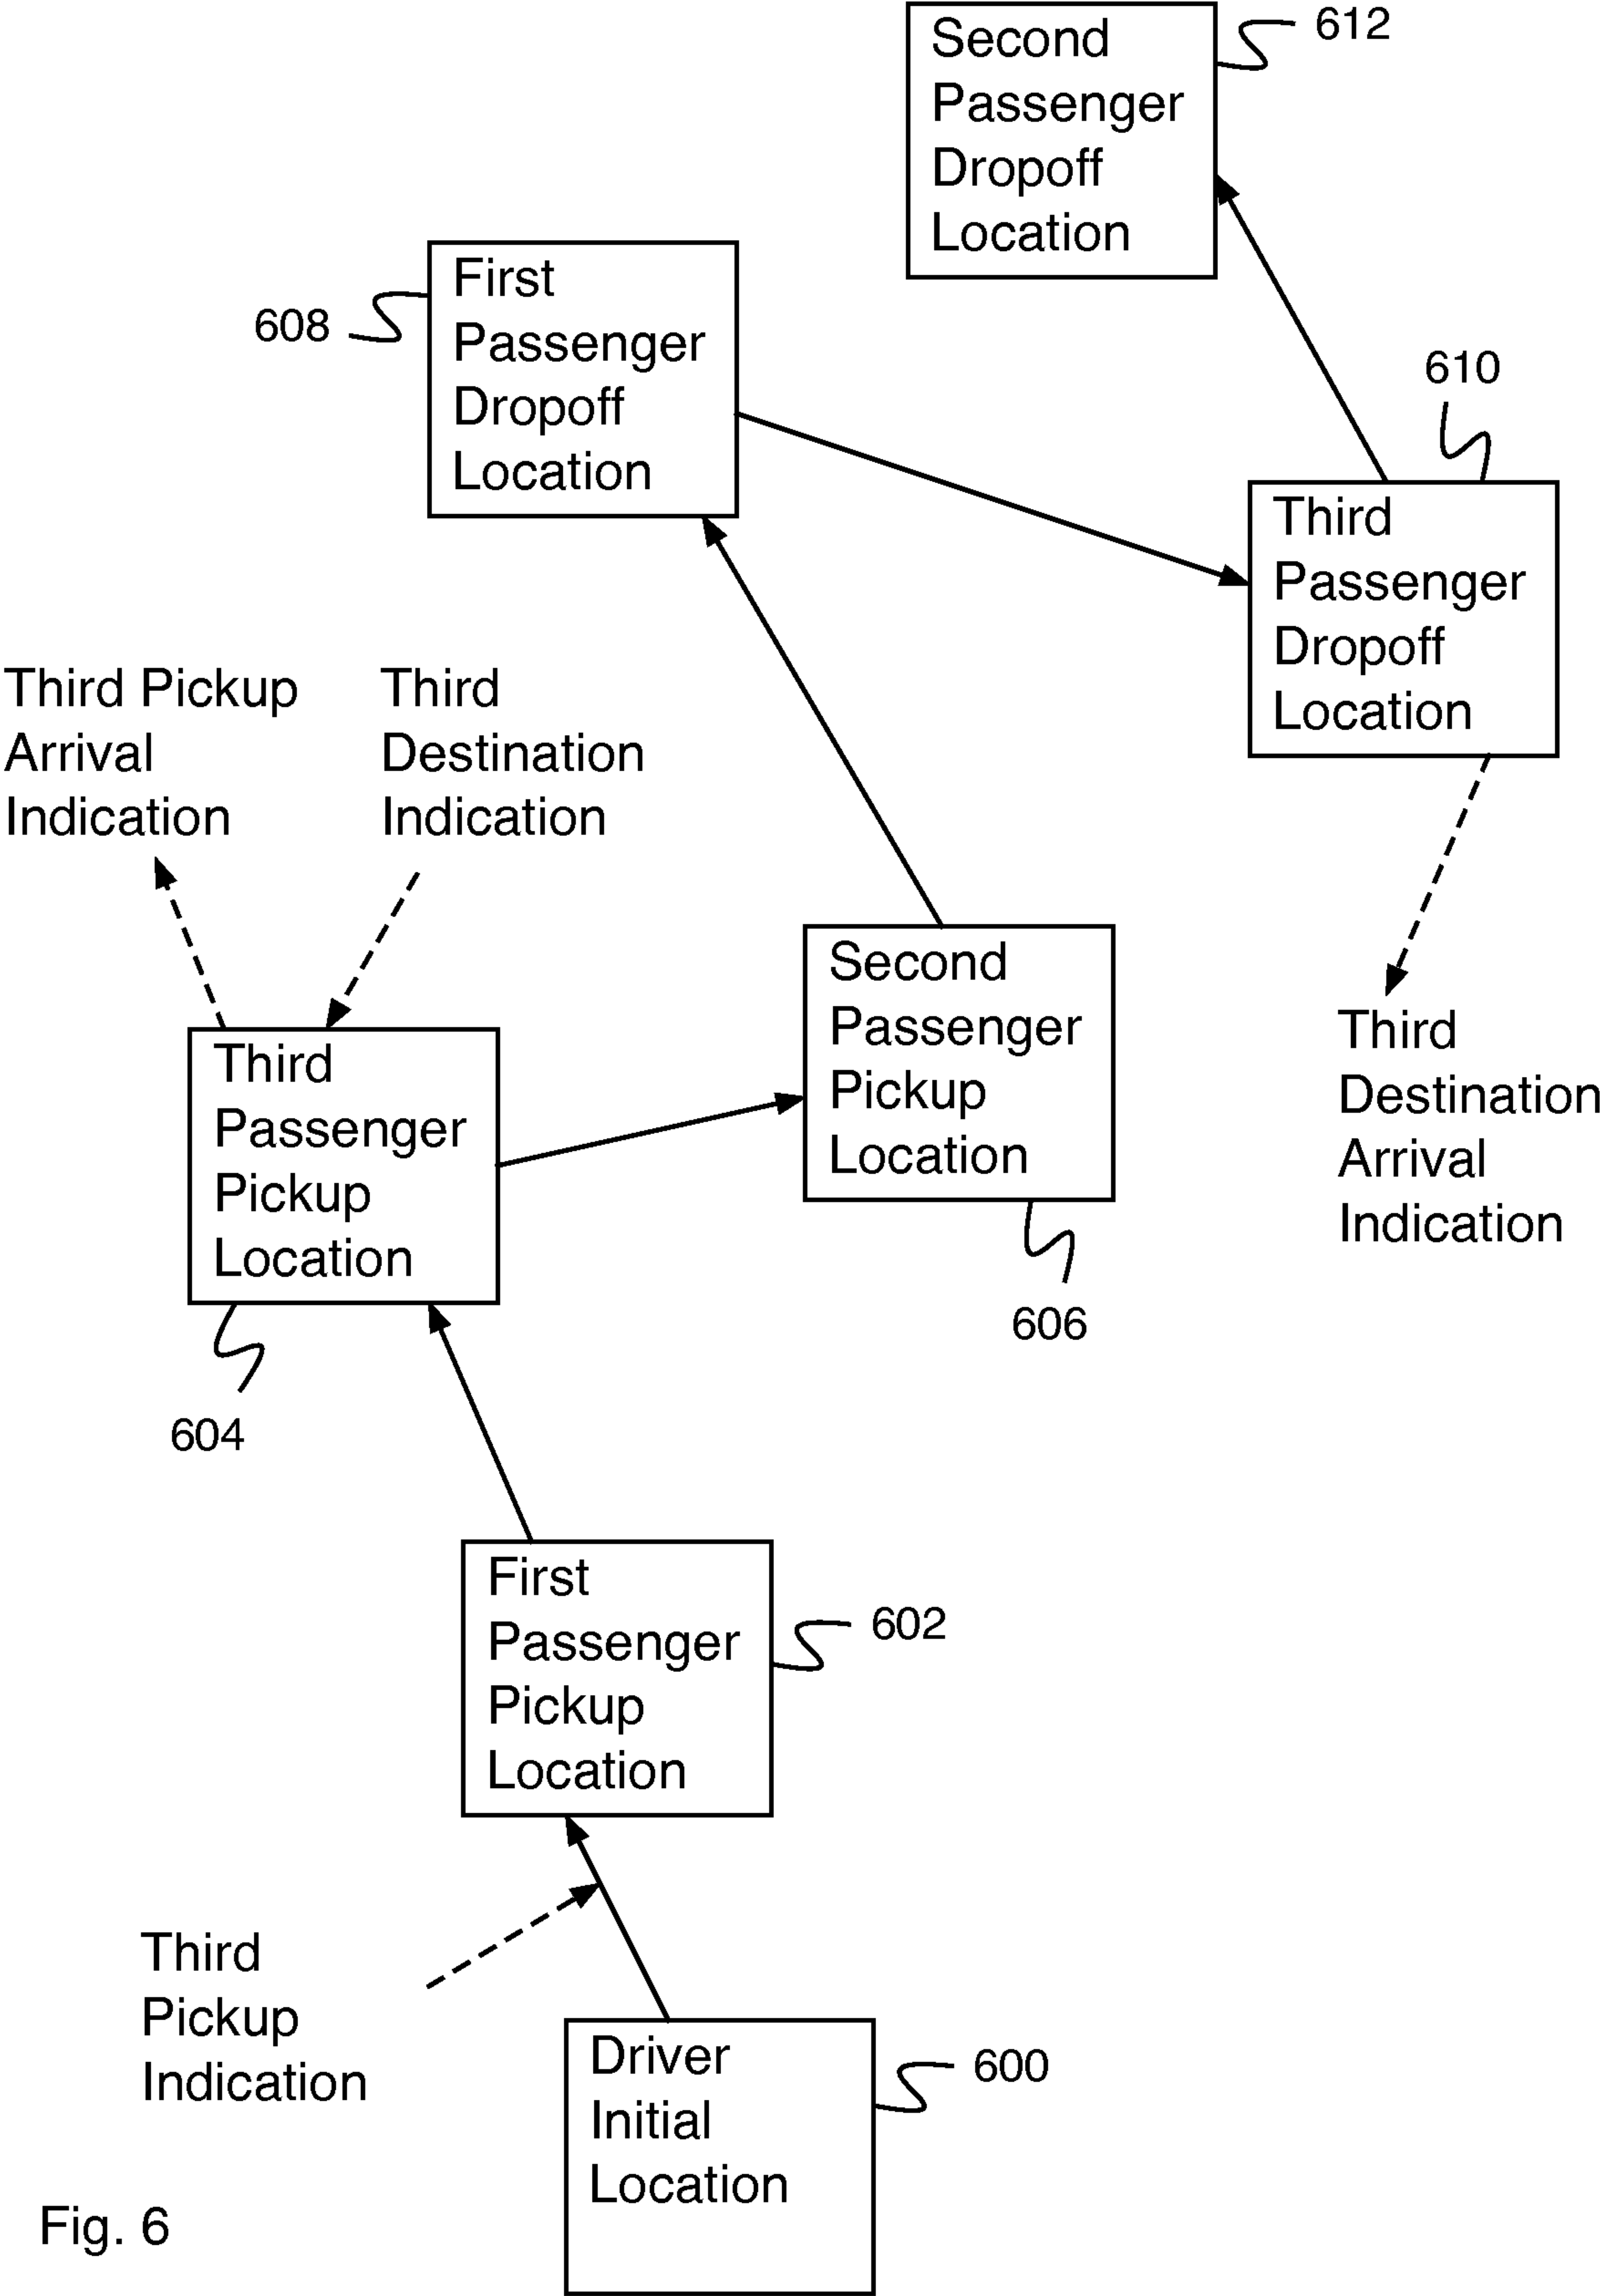 Second
Passenger
Dropoff
Location
612
First
Passenger
Dropoff
Location
608
610
Third
Passenger
Dropoff
Location
Third Pickup
Arrival
Indication
Third
Destination
Indication
Second
Passenger
Pickup
Location
606
Third
Destination
Arrival
Indication
Third
Passenger
Pickup
Location
604
First
Passenger
Pickup
Location
602
Third
Pickup
Indication
Driver
Initial
Location
600
Fig. 6